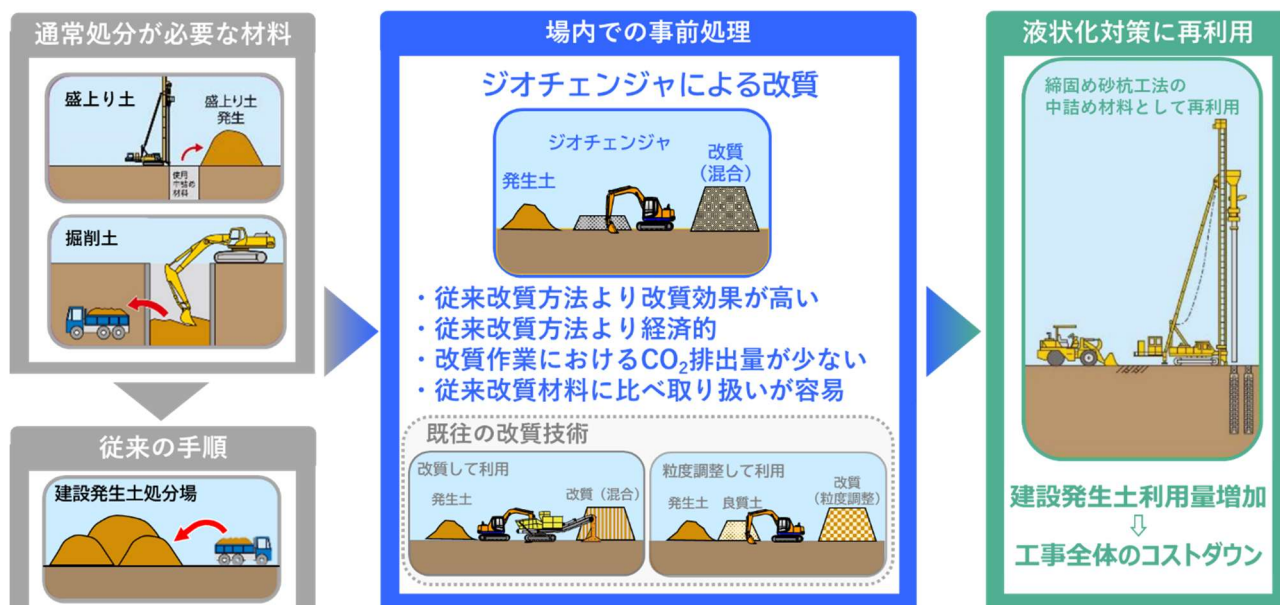 通常処分が必要な材料
盛上り土
盛上り土
発生
使用
中詰め
材料
掘削土
従来の手順
建設発生土処分場
場内での事前処理
ジオチェンジャによる改質
ジオチェンジャ
発生土
改質
(混合)
・従来改質方法より改質効果が高い
・従来改質方法より経済的
・改質作業におけるCO₂排出量が少ない
・従来改質材料に比べ取り扱いが容易
既往の改質技術
改質して利用
発生土
改質(混合)
粒度調整して利用
発生土
良質土
改質
(粒度調整)
液状化対策に再利用
締固め砂杭工法の
中詰め材料として再利用
建設発生土利用量増加
⇩
工事全体のコストダウン